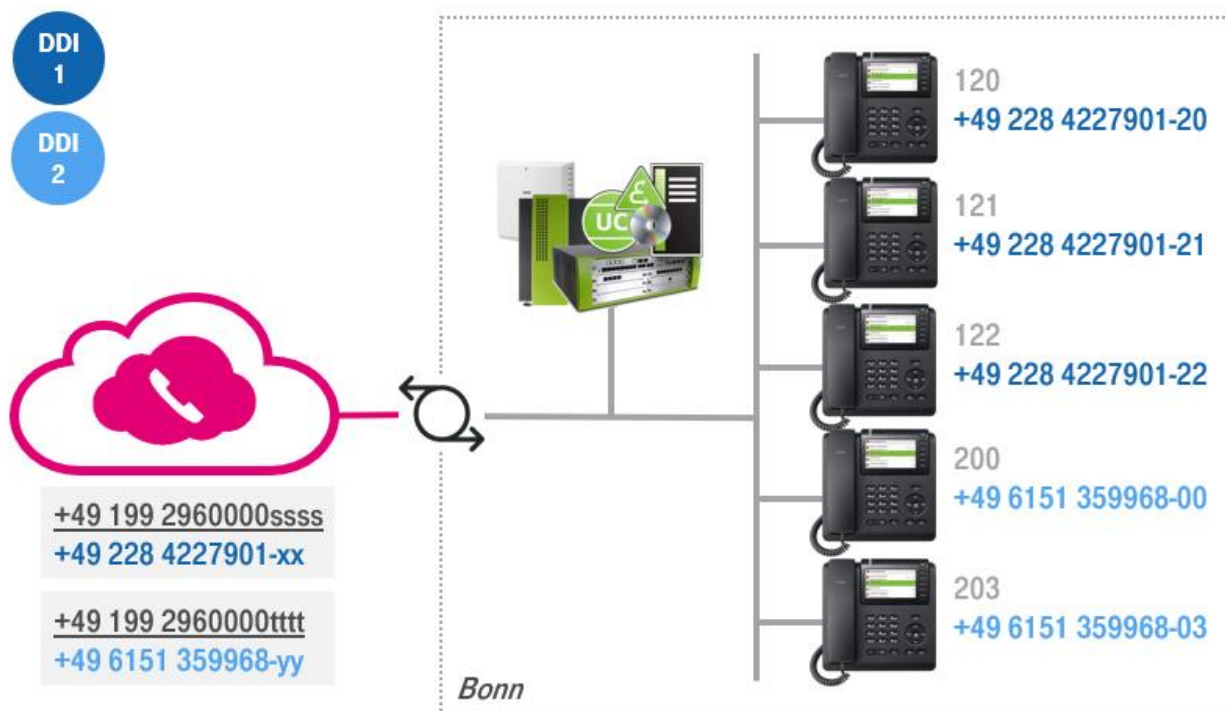 DDI
1
DDI
2
UC
120
+49 228 4227901-20
121
+49 228 4227901-21
122
+49 228 4227901-22
200
+49 6151 359968-00
203
+49 6151 359968-03
+49 199 2960000ssss
+49 228 4227901-xx
+49 199 2960000tttt
+49 6151 359968-yy
Bonn